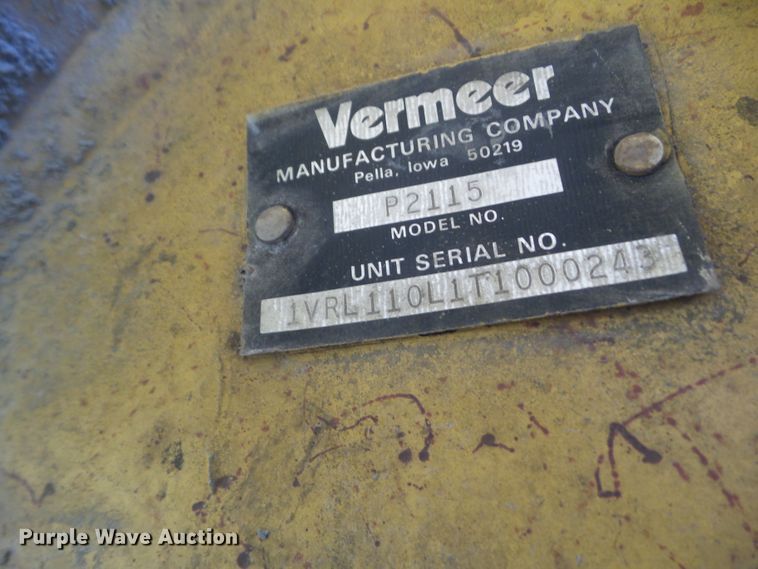 Vermeer
MANUFACTURING COMPANY
Pella, Iowa 50219
P2115
MODEL NO.
UNIT SERIAL NO.
1VRL110L1T1000243
Purple Wave Auction